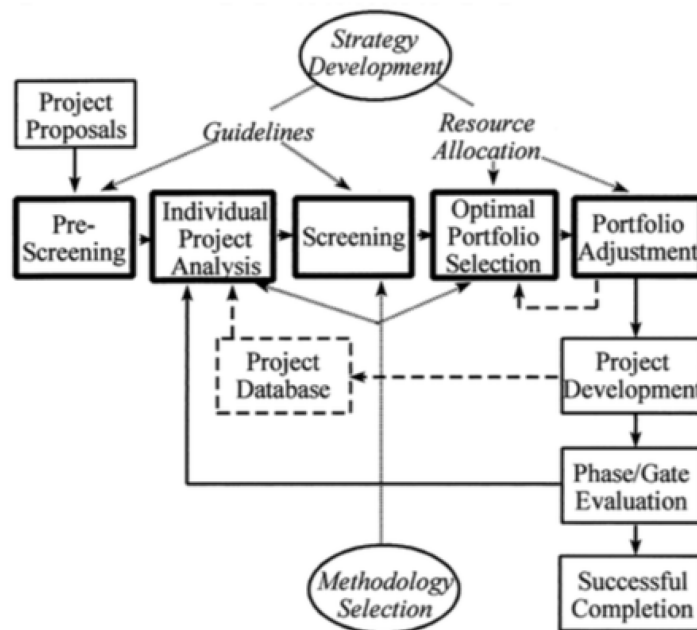 Strategy
Development
Project
Proposals
Guidelines
Resource
Allocation
Pre-
Screening
Individual
Project
Analysis
Screening
Optimal
Portfolio
Selection
Portfolio
Adjustment
Project
Database
Project
Development
Phase/Gate
Evaluation
Methodology
Selection
Successful
Completion